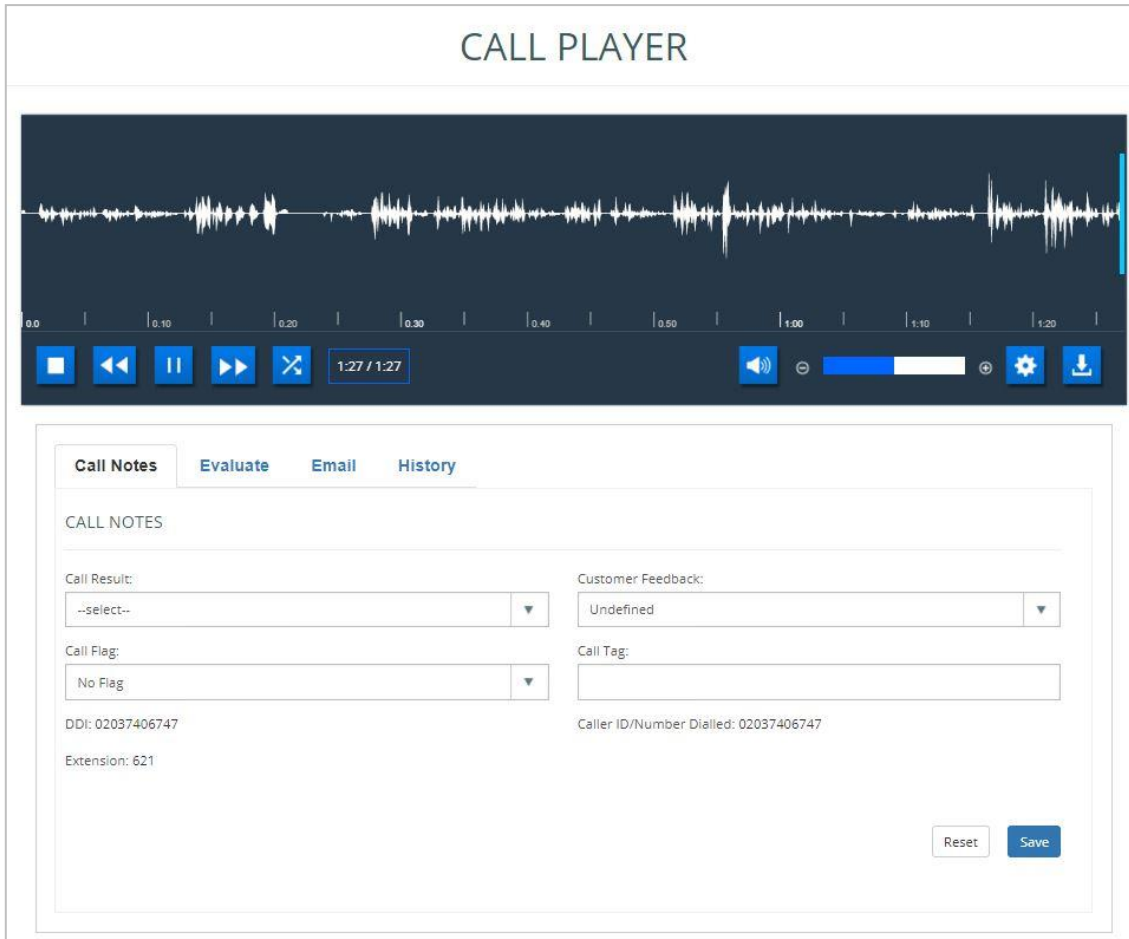 CALL PLAYER
0.0 0.10 0.20 0.30 0.40 0.50 1:00 1:10 1:20
1:27 / 1:27
Call Notes Evaluate Email History
CALL NOTES
Call Result: Customer Feedback:
--select-- Undefined
Call Flag: Call Tag:
No Flag
DDI: 02037406747 Caller ID/Number Dialled: 02037406747
Extension: 621
Reset Save